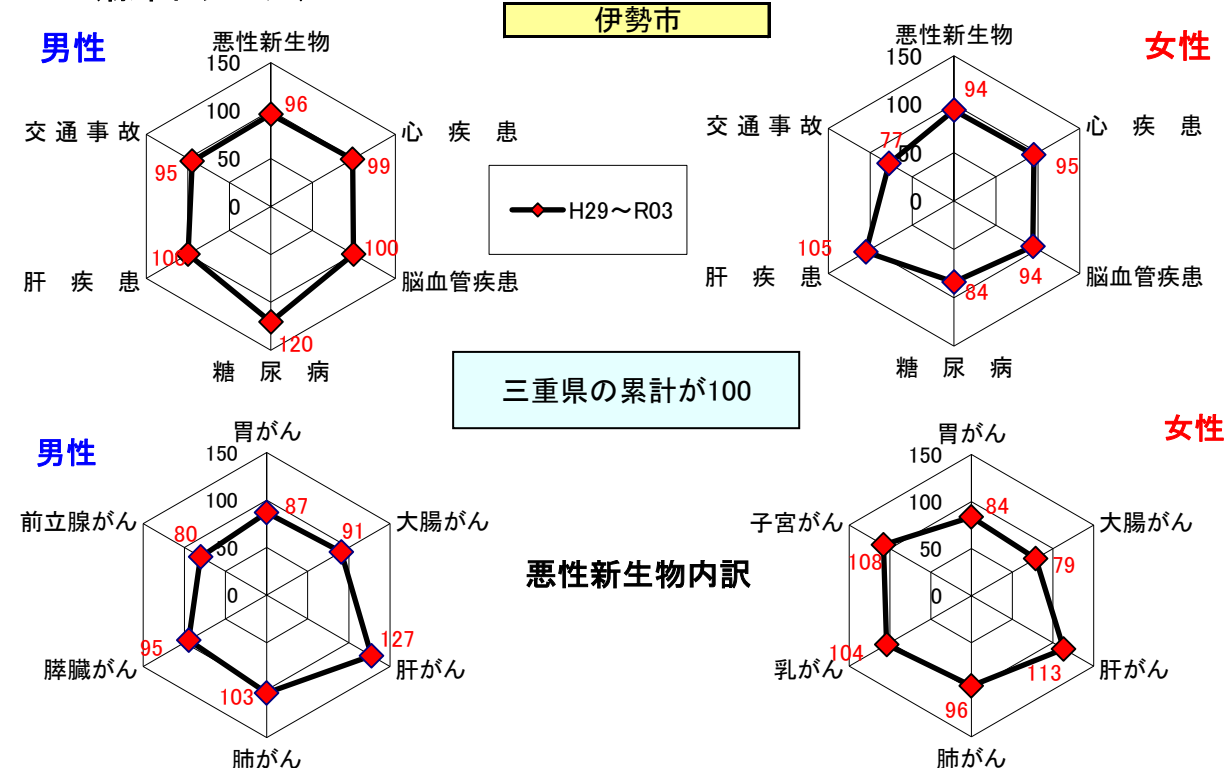 伊勢市
男性
悪性新生物
150
100
50
0
96
心 疾 患
99
脳血管疾患
100
糖 尿 病
120
肝 疾 患
交 通 事 故
95
女性
悪性新生物
150
100
50
0
94
心 疾 患
95
脳血管疾患
94
糖 尿 病
84
肝 疾 患
105
交 通 事 故
77
H29～R03
三重県の累計が100
男性
胃がん
150
100
50
0
87
大腸がん
91
肝がん
127
肺がん
103
膵臓がん
95
前立腺がん
80
悪性新生物内訳
女性
胃がん
150
100
50
0
84
大腸がん
79
肝がん
113
肺がん
96
乳がん
104
子宮がん
108